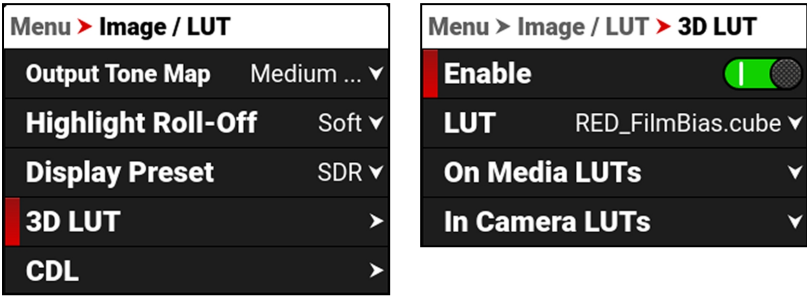 Menu > Image / LUT
Output Tone Map Medium ...
Highlight Roll-Off Soft
Display Preset SDR
3D LUT
CDL
Menu > Image / LUT > 3D LUT
Enable
LUT RED_FilmBias.cube
On Media LUTs
In Camera LUTs